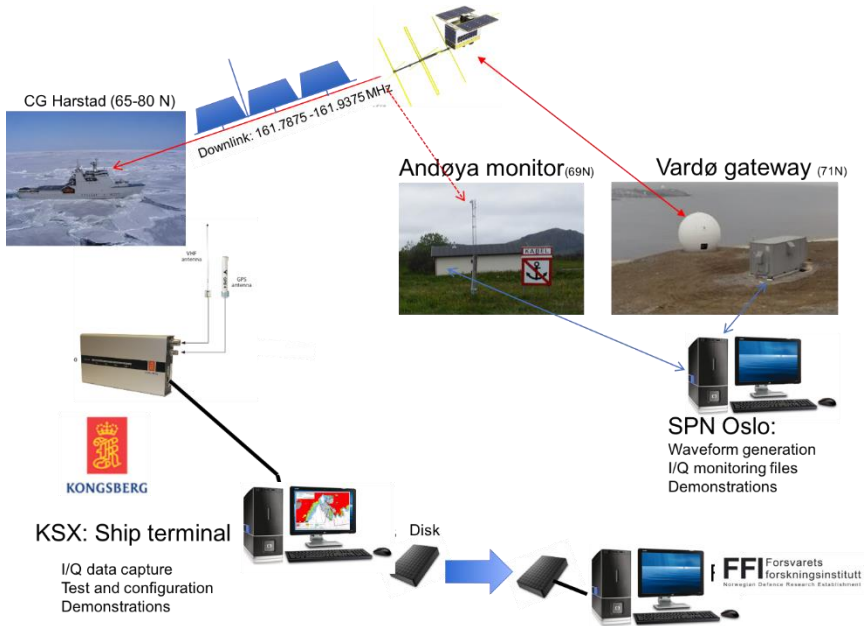 CG Harstad (65-80 N)
Downlink: 161.7875 -161.9375 MHz
Andøya monitor(69N)
Vardø gateway (71N)
KABEL
VHF
antenna
GPS
antenna
SPN Oslo:
Waveform generation
I/Q monitoring files
Demonstrations
KONGSBERG
KSX: Ship terminal
I/Q data capture
Test and configuration
Demonstrations
Disk
FFI Forsvarets
forskningsinstitutt
Norwegian Defence Research Establishment